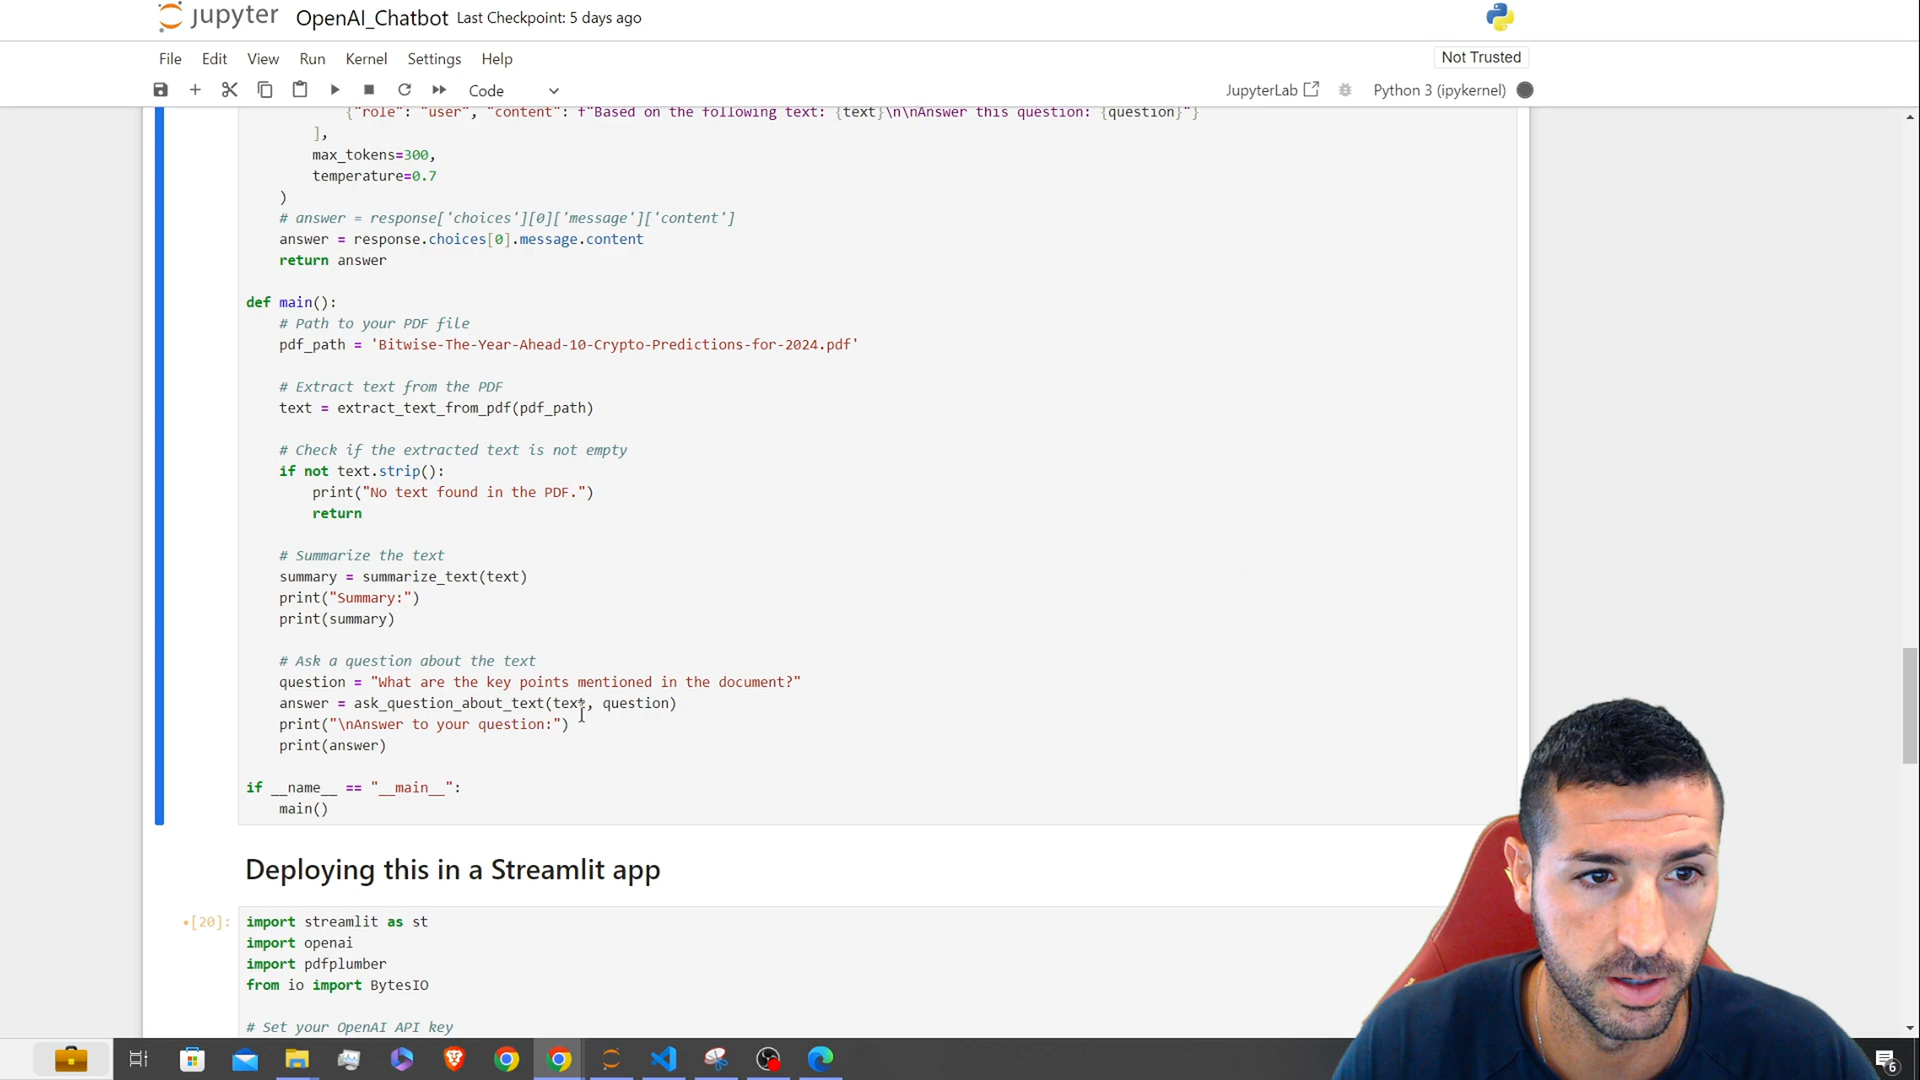 jupyter OpenAI_Chatbot Last Checkpoint: 5 days ago
File Edit View Run Kernel Settings Help
Not Trusted
Code
JupyterLab
Python 3 (ipykernel)
{"role": "user", "content": f"Based on the following text: {text}\n\nAnswer this question: {question}"}
],
max_tokens=300,
temperature=0.7
)
# answer = response['choices'][0]['message']['content']
answer = response.choices[0].message.content
return answer
def main():
# Path to your PDF file
pdf_path = 'Bitwise-The-Year-Ahead-10-Crypto-Predictions-for-2024.pdf'
# Extract text from the PDF
text = extract_text_from_pdf(pdf_path)
# Check if the extracted text is not empty
if not text.strip():
print("No text found in the PDF.")
return
# Summarize the text
summary = summarize_text(text)
print("Summary:")
print(summary)
# Ask a question about the text
question = "What are the key points mentioned in the document?"
answer = ask_question_about_text(text, question)
print("\nAnswer to your question:")
print(answer)
if __name__ == "__main__":
main()
Deploying this in a Streamlit app
[20]:
import streamlit as st
import openai
import pdfplumber
from io import BytesIO
# Set your OpenAI API key
6